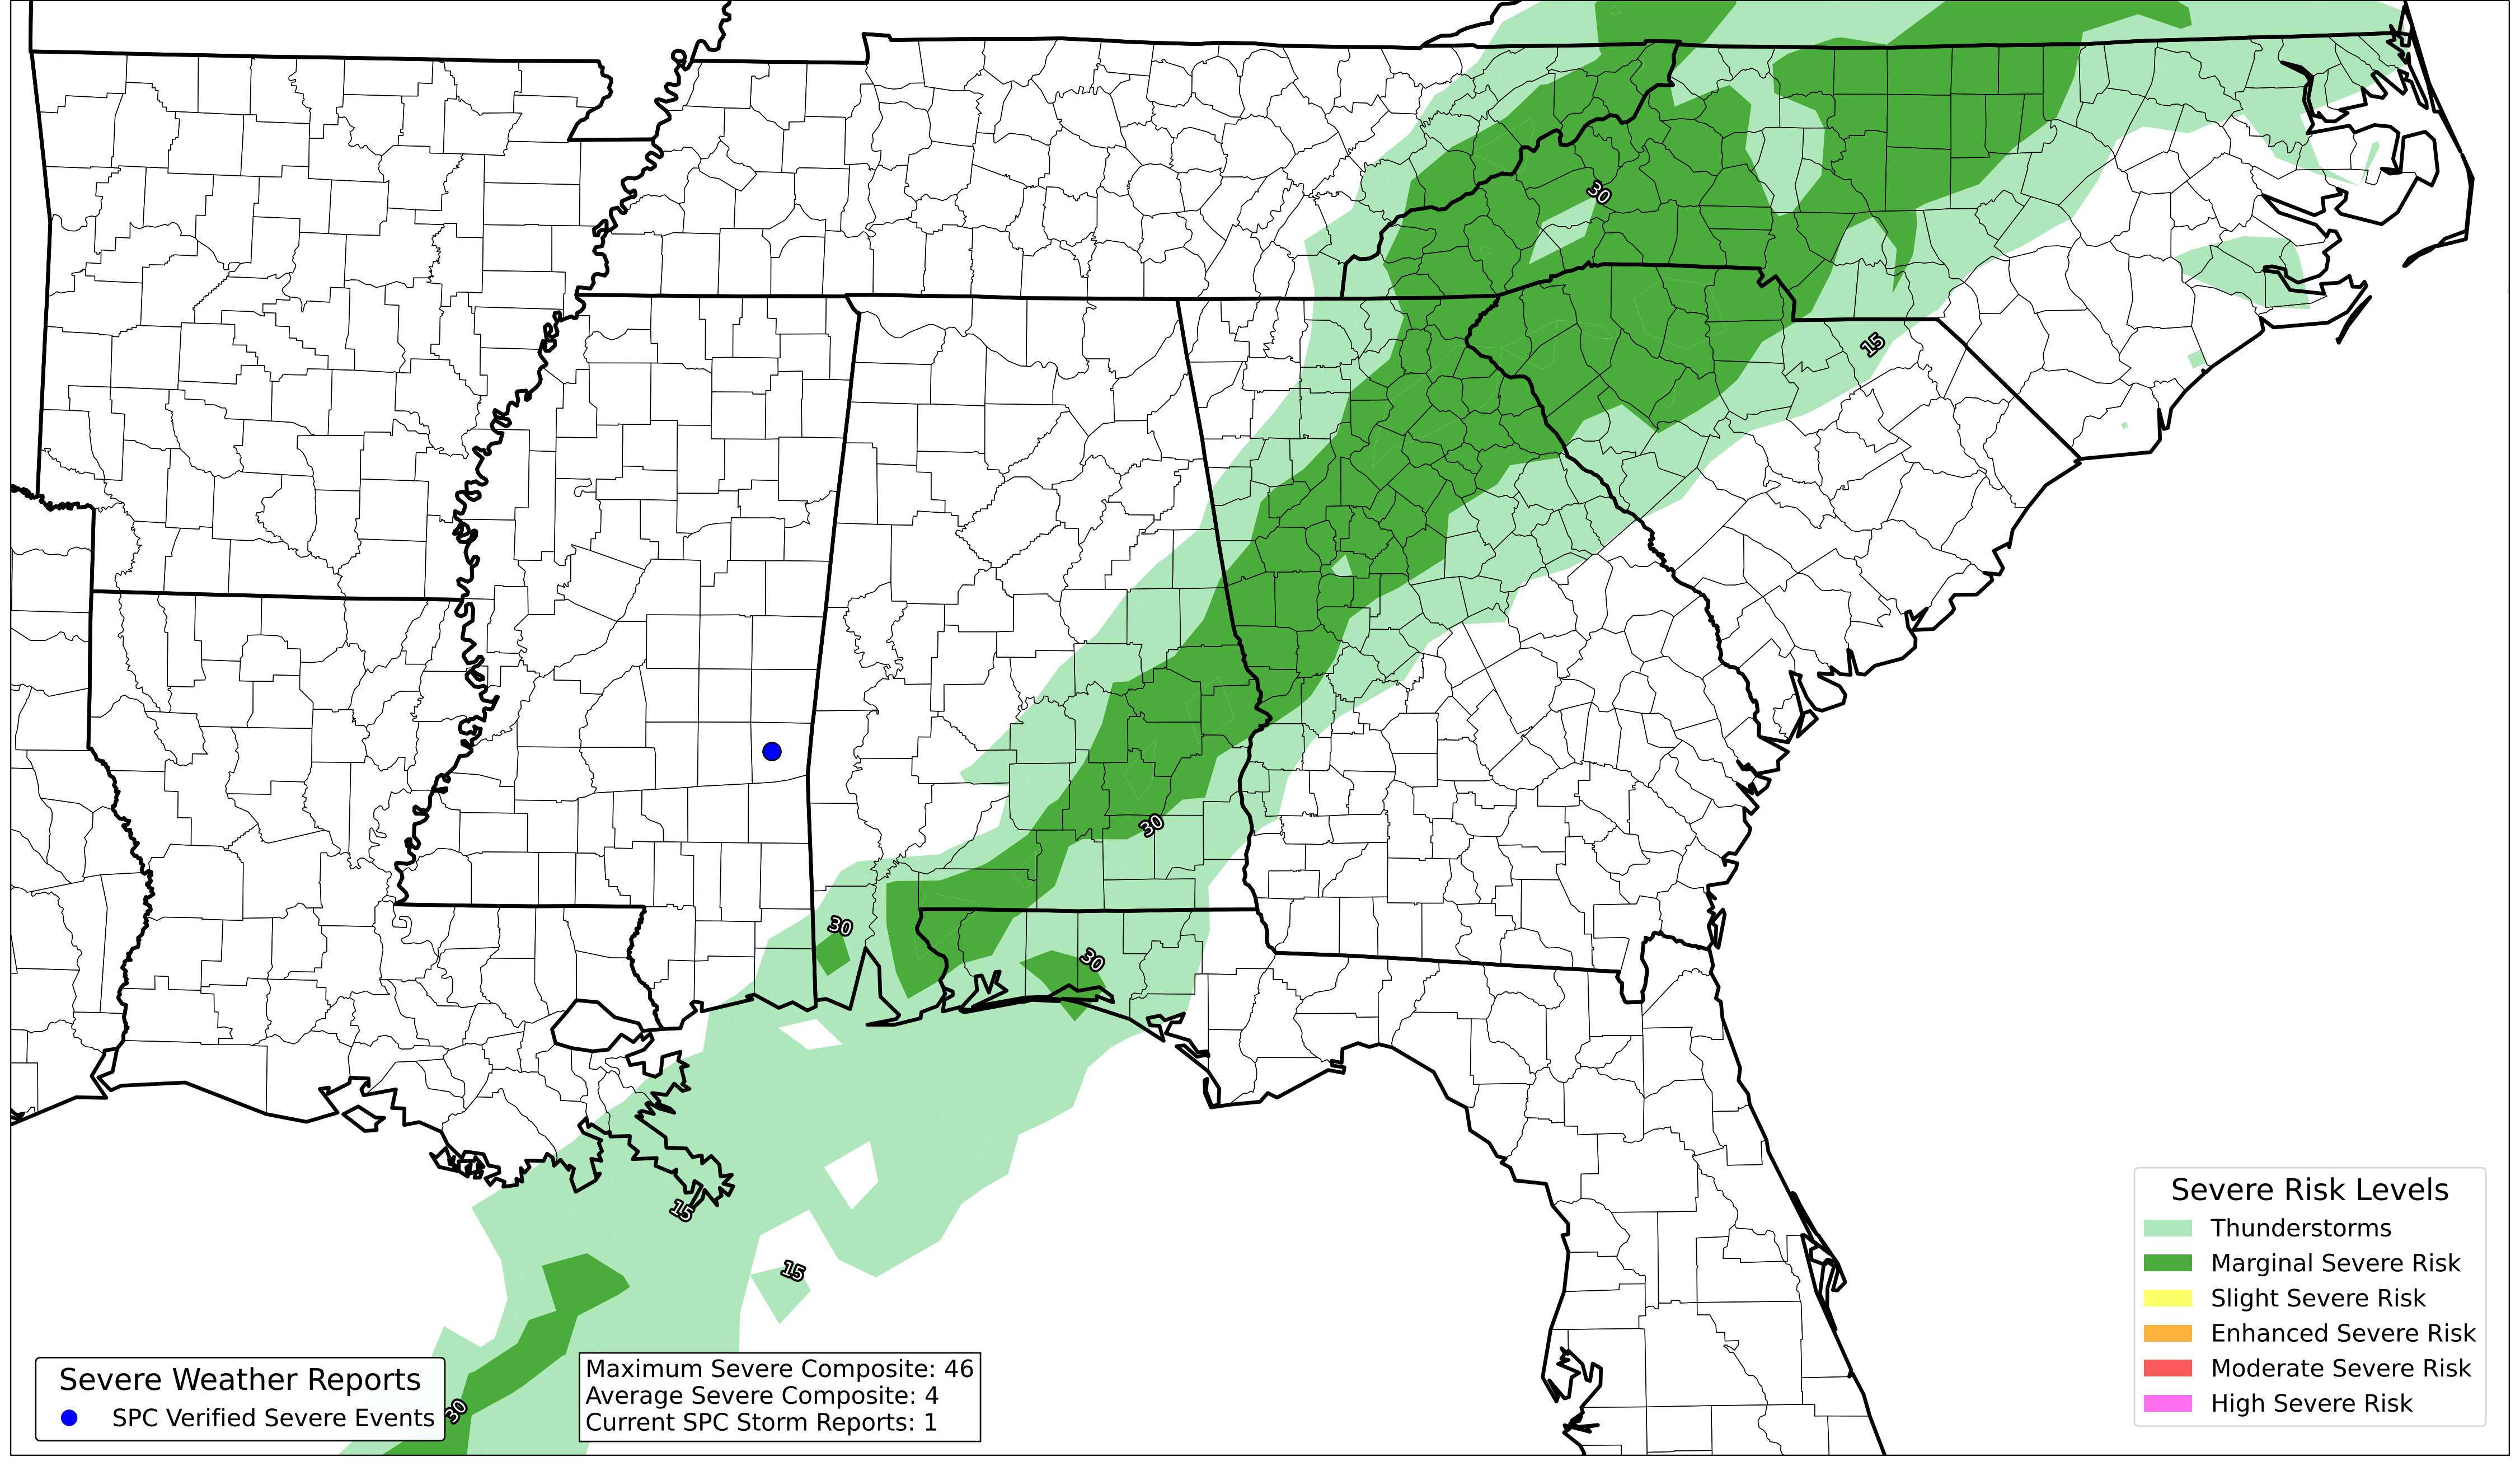 30
15
30
30
30
15
15
30
Severe Risk Levels
Thunderstorms
Marginal Severe Risk
Slight Severe Risk
Enhanced Severe Risk
Moderate Severe Risk
High Severe Risk
Severe Weather Reports
SPC Verified Severe Events
Maximum Severe Composite: 46
Average Severe Composite: 4
Current SPC Storm Reports: 1